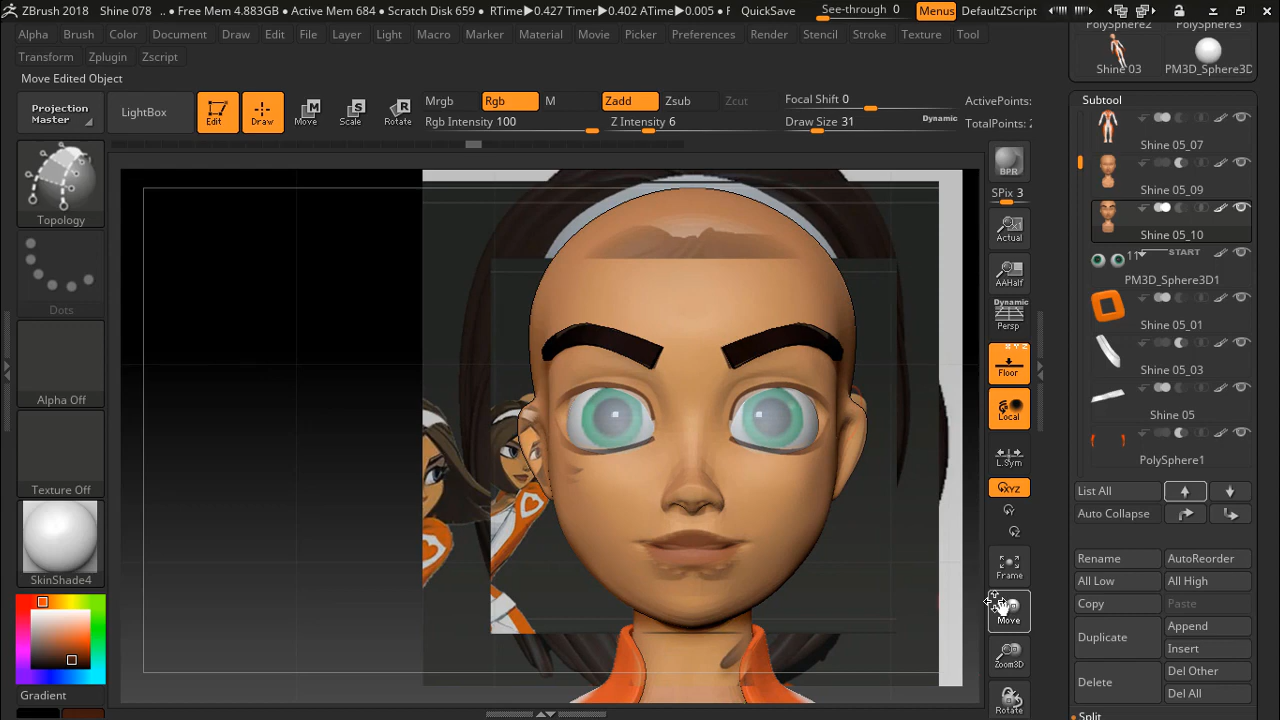 ZBrush 2018 Shine 078 .. • Free Mem 4.883GB • Active Mem 684 • Scratch Disk 659 • RTime▶0.427 Timer▶0.402 ATime▶0.005 • F QuickSave See-through 0 Menus DefaultZScript
Alpha Brush Color Document Draw Edit File Layer Light Macro Marker Material Movie Picker Preferences Render Stencil Stroke Texture Tool
Transform Zplugin Zscript
Move Edited Object
Projection Master
LightBox
Edit
Draw
Move
Scale
Rotate
Mrgb Rgb M Zadd Zsub Zcut Focal Shift 0 ActivePoints:
Rgb Intensity 100 Z Intensity 6 Draw Size 31 Dynamic TotalPoints: 2
Topology
Dots
Alpha Off
Texture Off
SkinShade4
Gradient
BPR
SPix 3
Actual
AAHalf
Dynamic
Persp
X Y Z
Floor
Local
L.Sym
XYZ
Y
Z
Frame
Move
Zoom3D
Rotate
PolySphere2 PolySphere3
Shine 03 PM3D_Sphere3D
Subtool
Shine 05_07
Shine 05_09
Shine 05_10
11 START
PM3D_Sphere3D1
Shine 05_01
Shine 05_03
Shine 05
PolySphere1
List All
Auto Collapse
Rename AutoReorder
All Low All High
Copy Paste
Duplicate Append
Insert
Delete Del Other
Del All
Split